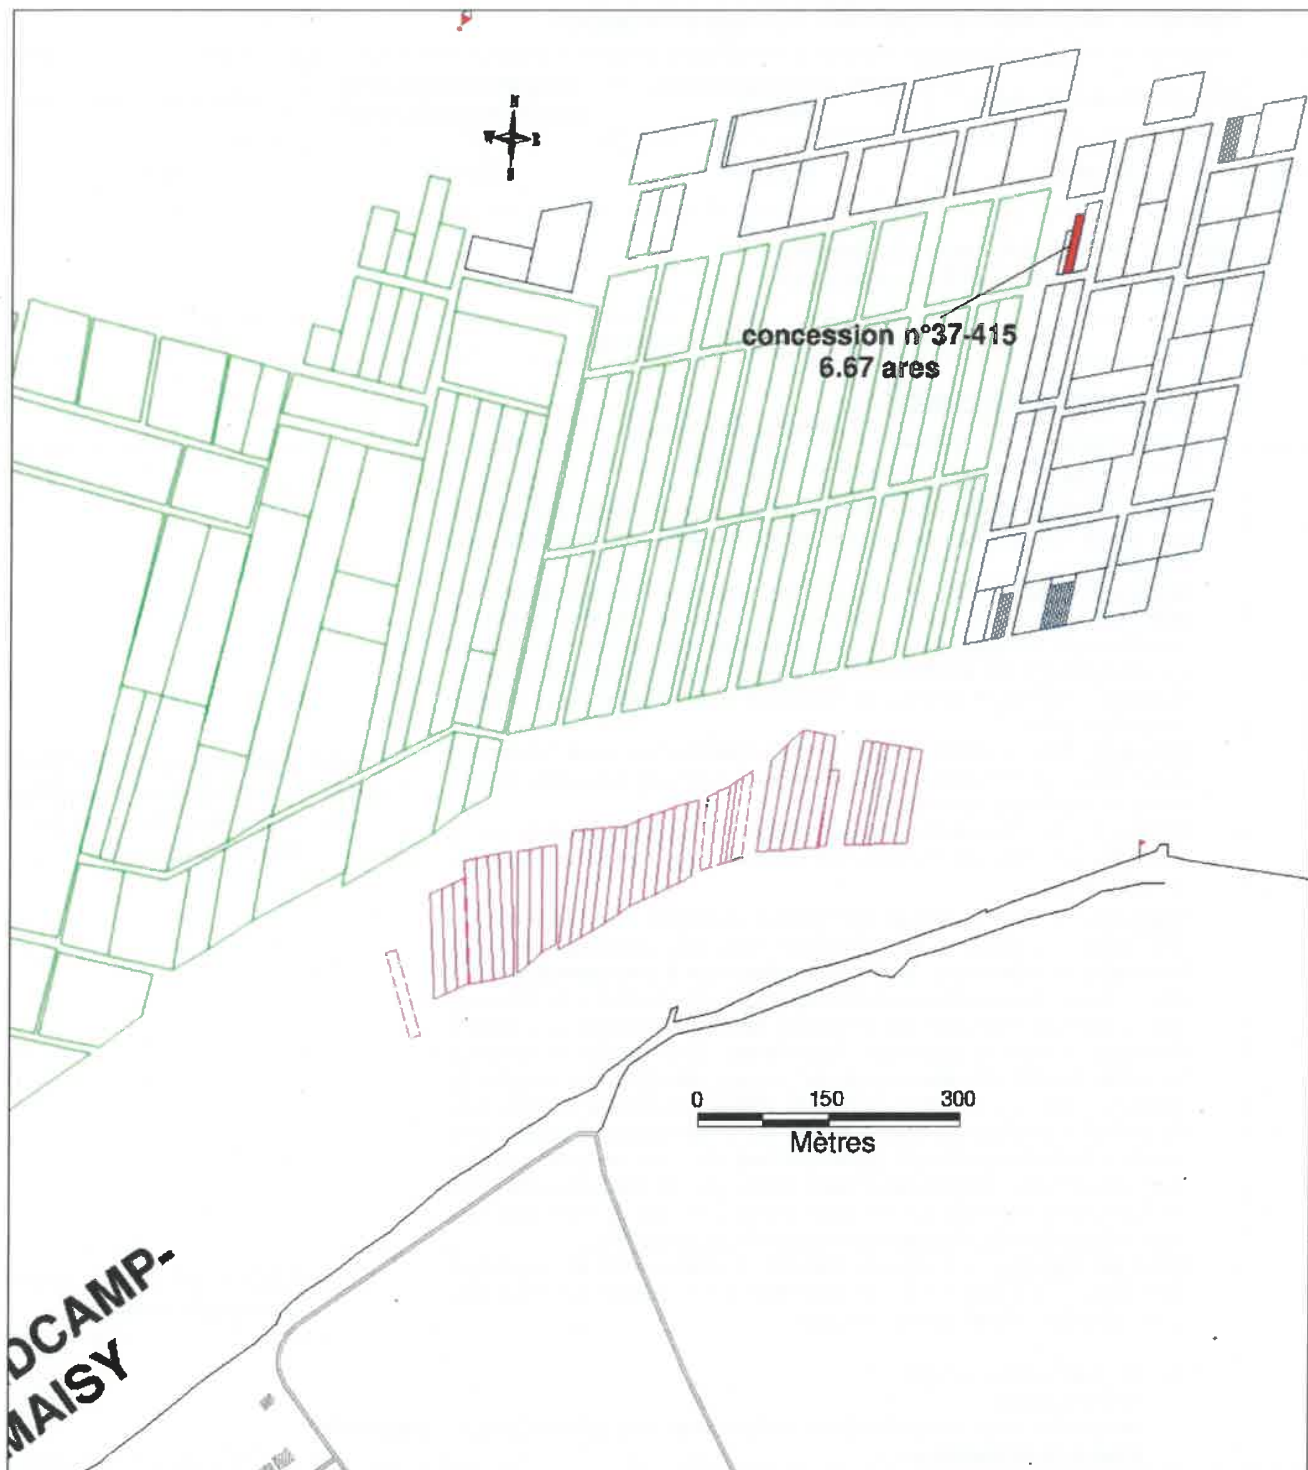 N
W E
S
concession n°37-415
6.67 ares
0 150 300
Mètres
DCAMP-
MAISY